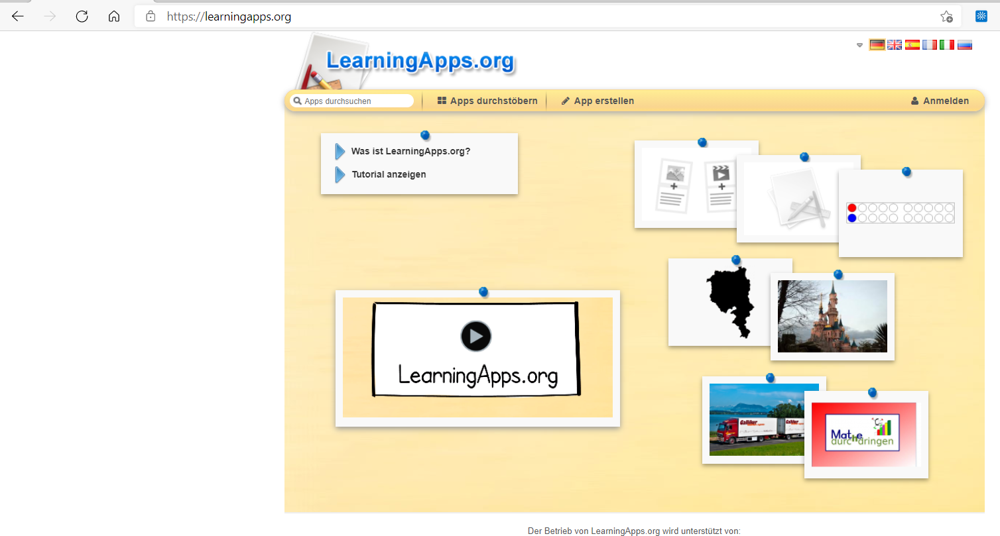 https://learningapps.org
LearningApps.org
Apps durchsuchen
Apps durchstöbern
App erstellen
Anmelden
Was ist LearningApps.org?
Tutorial anzeigen
LearningApps.org
Galliker
Galliker
Mathe
durchdringen
Der Betrieb von LearningApps.org wird unterstützt von: